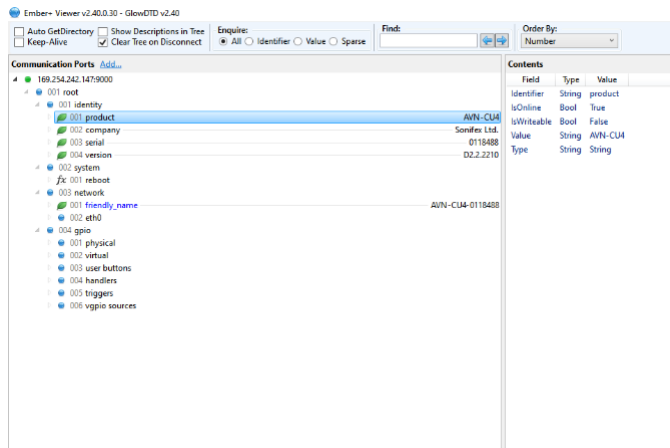 Ember+ Viewer v2.40.0.30 - GlowDTD v2.40
Auto GetDirectory Show Descriptions in Tree
Keep-Alive Clear Tree on Disconnect
Enquire:
All Identifier Value Sparse
Find:
Order By:
Number
Communication Ports Add...
169.254.242.147:9000
001 root
001 identity
001 product AVN-CU4
002 company Sonifex Ltd.
003 serial 0118488
004 version D2.2.2210
002 system
fx 001 reboot
003 network
001 friendly_name AVN-CU4-0118488
002 eth0
004 gpio
001 physical
002 virtual
003 user buttons
004 handlers
005 triggers
006 vgpio sources
Contents
Field Type Value
Identifier String product
IsOnline Bool True
IsWriteable Bool False
Value String AVN-CU4
Type String String